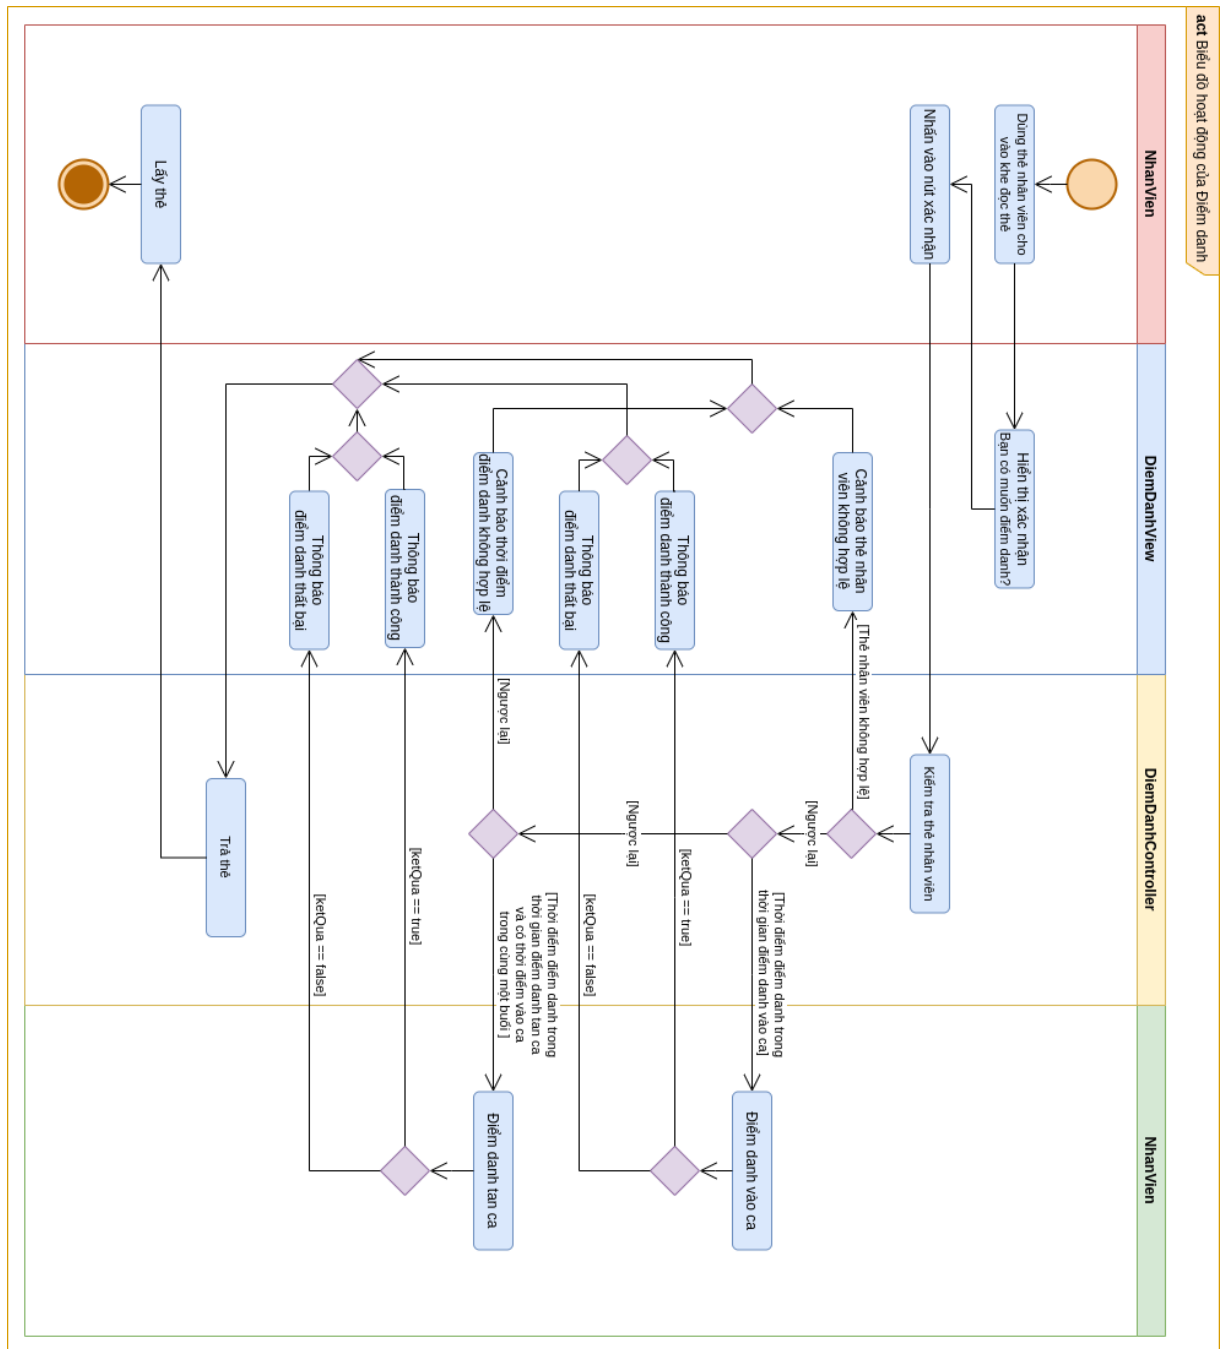 act Biểu đồ hoạt động của Điểm danh
NhanVien
DiemDanhView
DiemDanhController
NhanVien
Dùng thẻ nhân viên cho
vào khe đọc thẻ
Hiển thị xác nhận
Bạn có muốn điểm danh?
Nhấn vào nút xác nhận
Kiểm tra thẻ nhân viên
[Thẻ nhân viên không hợp lệ]
Cảnh báo thẻ nhân
viên không hợp lệ
[Ngược lại]
[Thời điểm điểm danh trong
thời gian điểm danh vào ca]
Điểm danh vào ca
[ketQua == true]
Thông báo
điểm danh thành công
[ketQua == false]
Thông báo
điểm danh thất bại
[Ngược lại]
[Thời điểm điểm danh trong
thời gian điểm danh tan ca
và có thời điểm vào ca
trong cùng một buổi ]
Điểm danh tan ca
[Ngược lại]
Cảnh báo thời điểm
điểm danh không hợp lệ
[ketQua == true]
Thông báo
điểm danh thành công
[ketQua == false]
Thông báo
điểm danh thất bại
Trả thẻ
Lấy thẻ